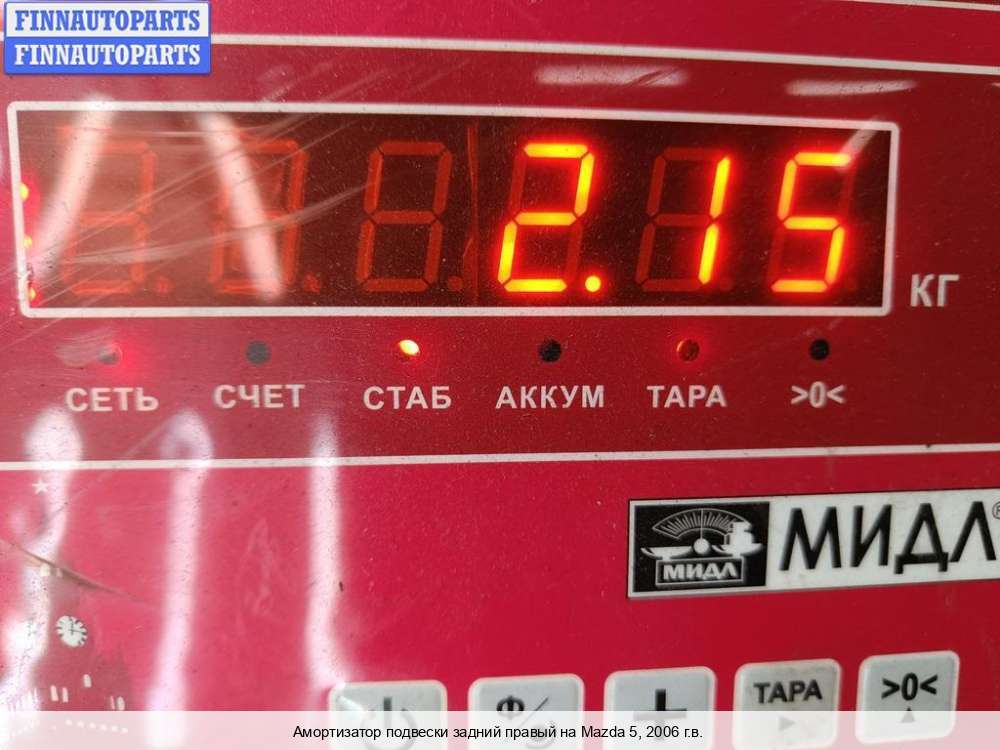 FINNAUTOPARTS
FINNAUTOPARTS
2.15
КГ
СЕТЬ СЧЕТ СТАБ АККУМ ТАРА >0<
МИДЛ МИДЛ®
Ф/
+
ТАРА >0<
Амортизатор подвески задний правый на Mazda 5, 2006 г.в.